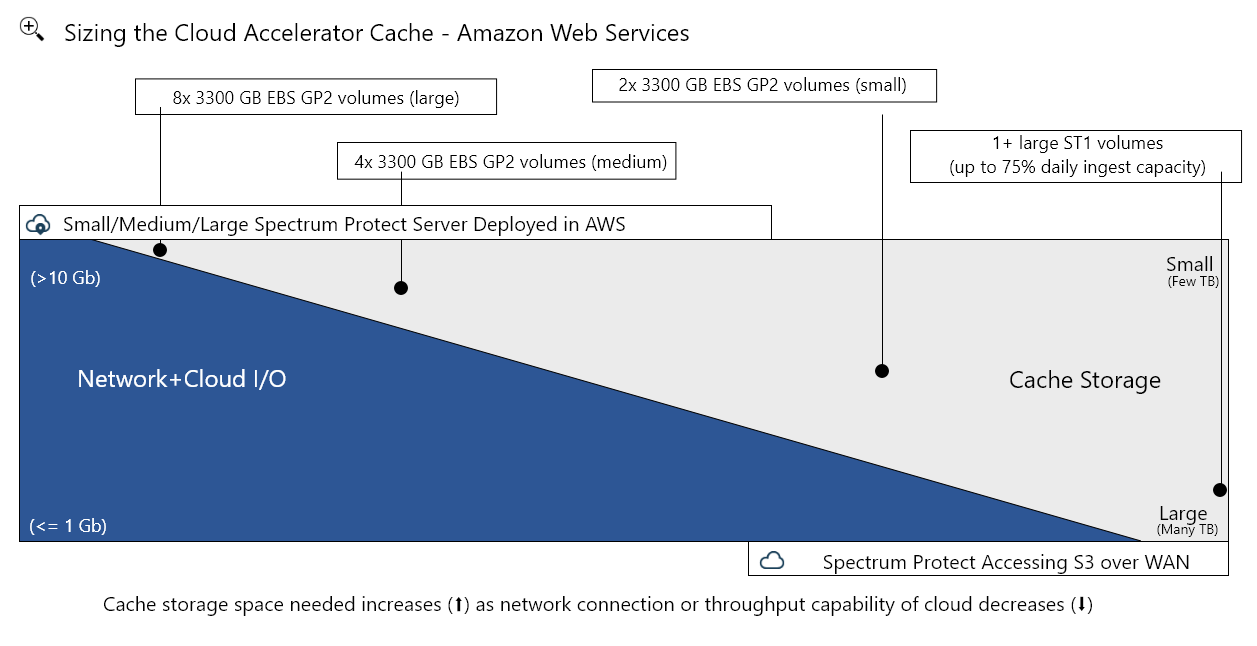 Sizing the Cloud Accelerator Cache - Amazon Web Services
8x 3300 GB EBS GP2 volumes (large)
2x 3300 GB EBS GP2 volumes (small)
4x 3300 GB EBS GP2 volumes (medium)
1+ large ST1 volumes
(up to 75% daily ingest capacity)
Small/Medium/Large Spectrum Protect Server Deployed in AWS
(>10 Gb)
Small
(Few TB)
Network+Cloud I/O
Cache Storage
(<= 1 Gb)
Large
(Many TB)
Spectrum Protect Accessing S3 over WAN
Cache storage space needed increases (⬆) as network connection or throughput capability of cloud decreases (⬇)